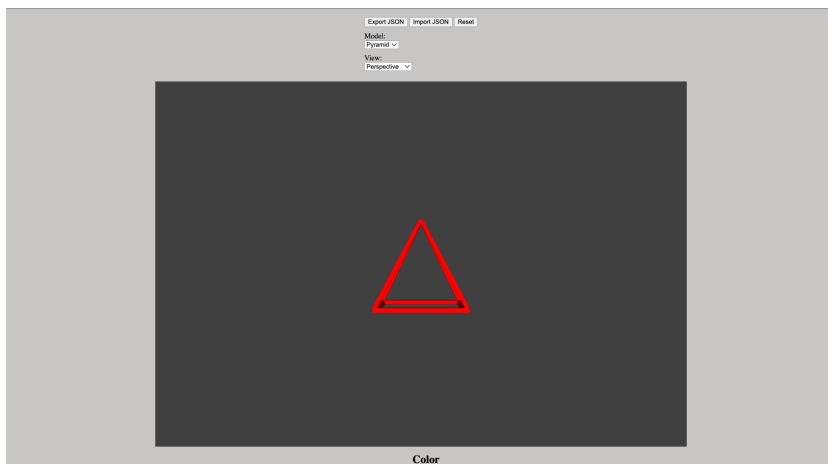 Export JSON Import JSON Reset
Model:
Pyramid
View:
Perspective
Color